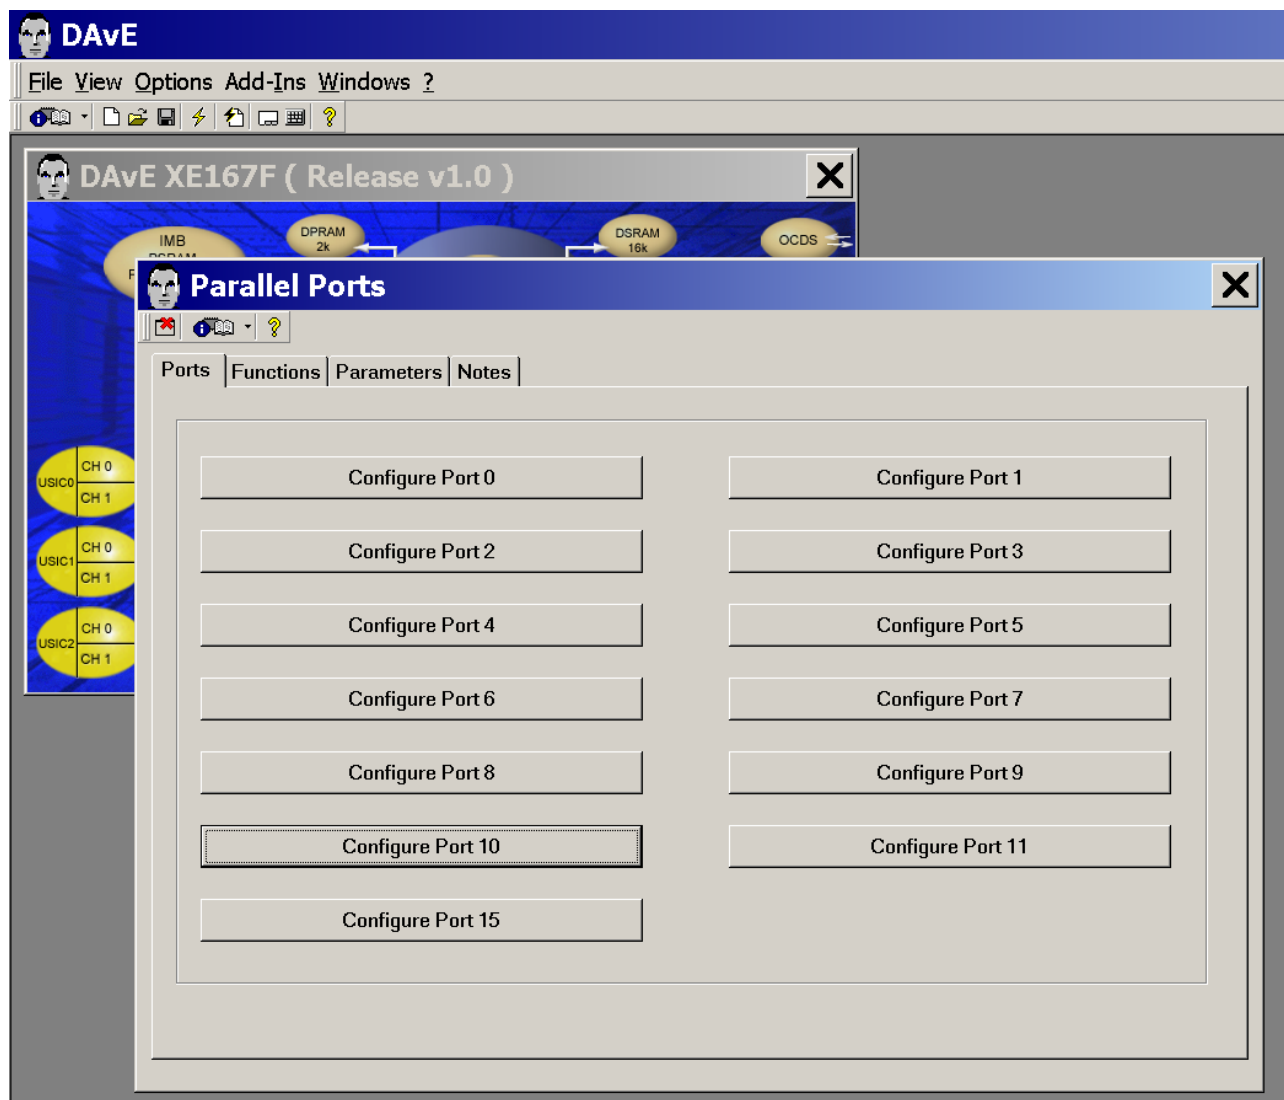 DAvE
File View Options Add-Ins Windows ?
DAvE XE167F ( Release v1.0 )
IMB
DPRAM
2k
DSRAM
16k
OCDS
Parallel Ports
Ports Functions Parameters Notes
USIC0 CH 0
CH 1
USIC1 CH 0
CH 1
USIC2 CH 0
CH 1
Configure Port 0 Configure Port 1
Configure Port 2 Configure Port 3
Configure Port 4 Configure Port 5
Configure Port 6 Configure Port 7
Configure Port 8 Configure Port 9
Configure Port 10 Configure Port 11
Configure Port 15